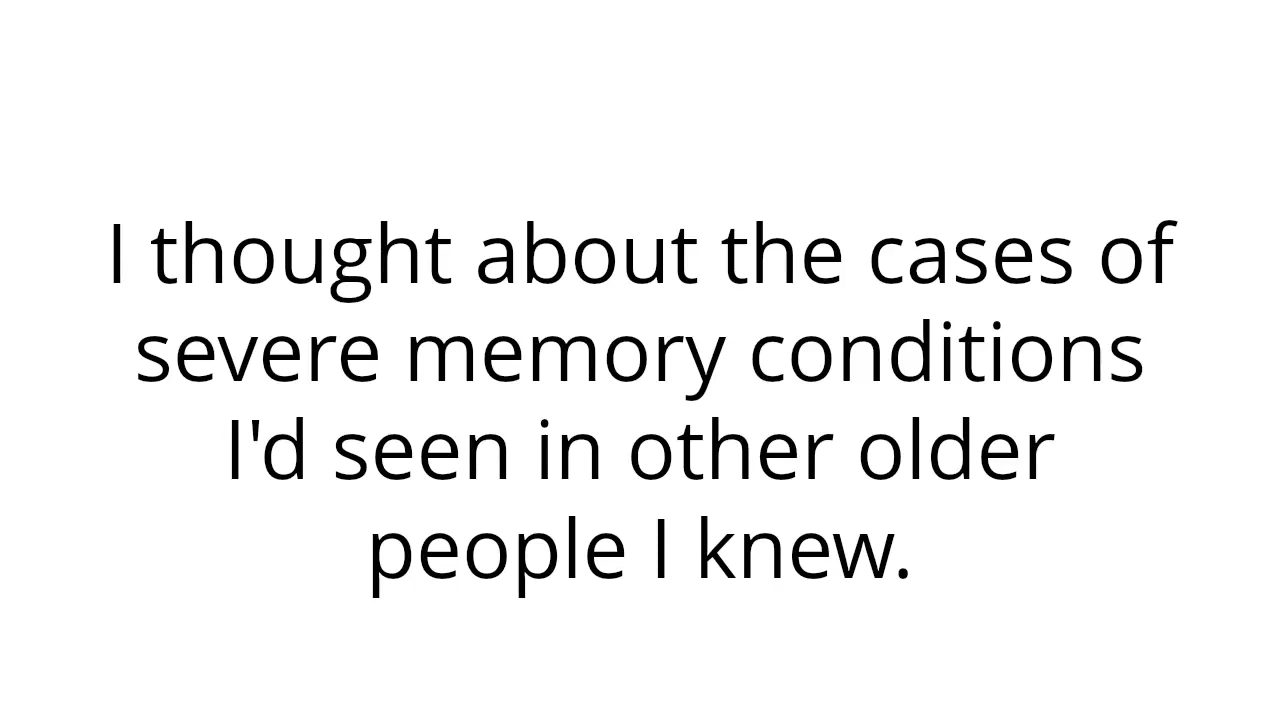 I thought about the cases of
severe memory conditions
I'd seen in other older
people I knew.